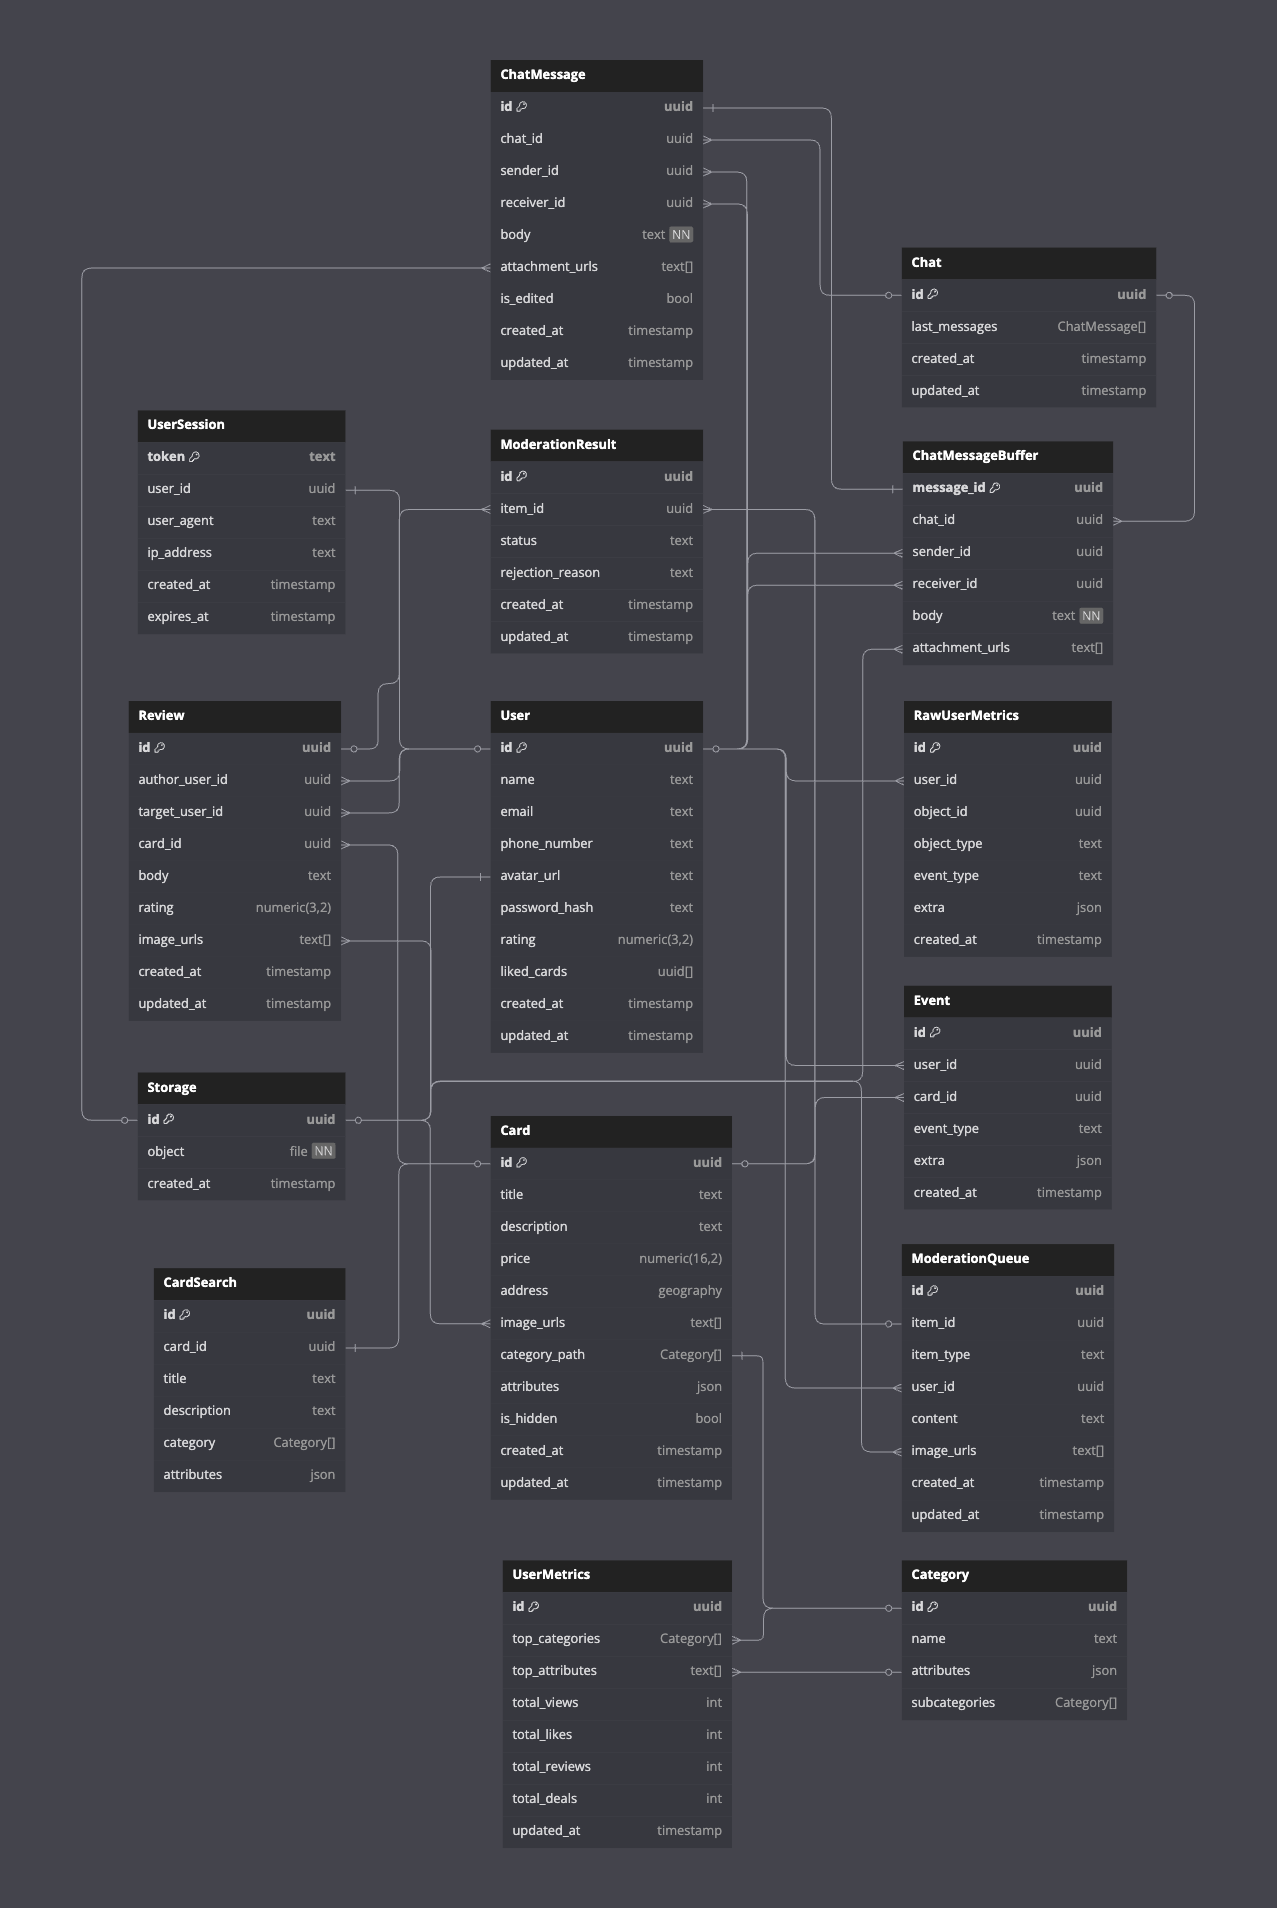 ChatMessage
id uuid
chat_id uuid
sender_id uuid
receiver_id uuid
body text NN
attachment_urls text[]
is_edited bool
created_at timestamp
updated_at timestamp
Chat
id uuid
last_messages ChatMessage[]
created_at timestamp
updated_at timestamp
UserSession
token text
user_id uuid
user_agent text
ip_address text
created_at timestamp
expires_at timestamp
ModerationResult
id uuid
item_id uuid
status text
rejection_reason text
created_at timestamp
updated_at timestamp
ChatMessageBuffer
message_id uuid
chat_id uuid
sender_id uuid
receiver_id uuid
body text NN
attachment_urls text[]
Review
id uuid
author_user_id uuid
target_user_id uuid
card_id uuid
body text
rating numeric(3,2)
image_urls text[]
created_at timestamp
updated_at timestamp
User
id uuid
name text
email text
phone_number text
avatar_url text
password_hash text
rating numeric(3,2)
liked_cards uuid[]
created_at timestamp
updated_at timestamp
RawUserMetrics
id uuid
user_id uuid
object_id uuid
object_type text
event_type text
extra json
created_at timestamp
Event
id uuid
user_id uuid
card_id uuid
event_type text
extra json
created_at timestamp
Storage
id uuid
object file NN
created_at timestamp
Card
id uuid
title text
description text
price numeric(16,2)
address geography
image_urls text[]
category_path Category[]
attributes json
is_hidden bool
created_at timestamp
updated_at timestamp
CardSearch
id uuid
card_id uuid
title text
description text
category Category[]
attributes json
ModerationQueue
id uuid
item_id uuid
item_type text
user_id uuid
content text
image_urls text[]
created_at timestamp
updated_at timestamp
UserMetrics
id uuid
top_categories Category[]
top_attributes text[]
total_views int
total_likes int
total_reviews int
total_deals int
updated_at timestamp
Category
id uuid
name text
attributes json
subcategories Category[]